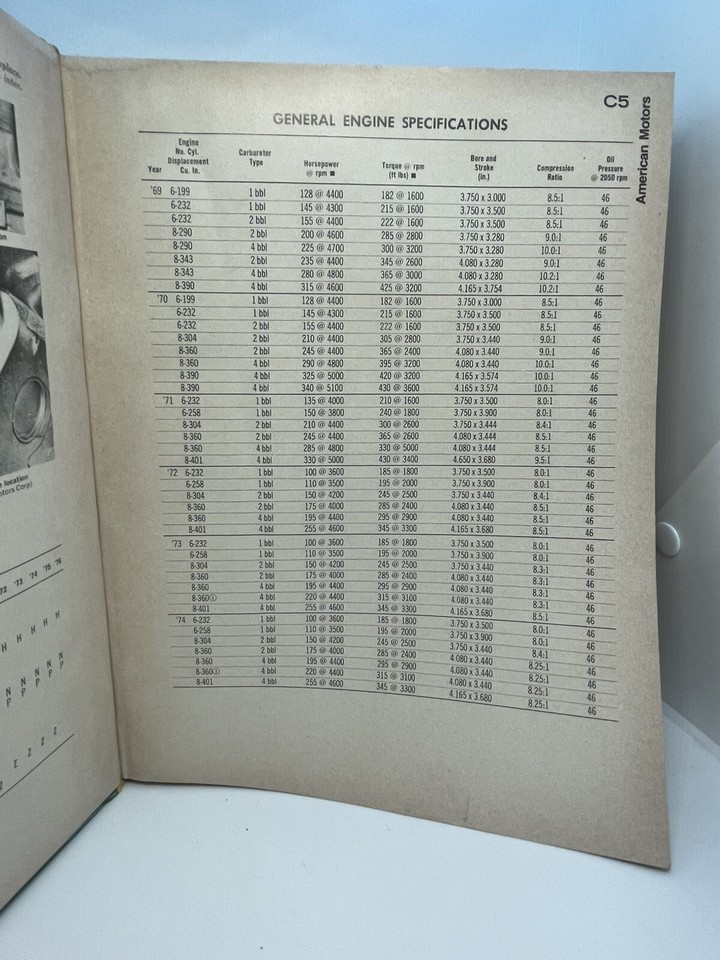 C5
American Motors
GENERAL ENGINE SPECIFICATIONS
Year Engine No. Cyl. Displacement Cu. In. Carburetor Type Horsepower @ rpm ■ Torque @ rpm (ft lbs) ■ Bore and Stroke (in.) Compression Ratio Oil Pressure @ 2050 rpm
'69 6-199 1 bbl 128 @ 4400 182 @ 1600 3.750 x 3.000 8.5:1 46
6-232 1 bbl 145 @ 4300 215 @ 1600 3.750 x 3.500 8.5:1 46
6-232 2 bbl 155 @ 4400 222 @ 1600 3.750 x 3.500 8.5:1 46
8-290 2 bbl 200 @ 4600 285 @ 2800 3.750 x 3.280 9.0:1 46
8-290 4 bbl 225 @ 4700 300 @ 3200 3.750 x 3.280 10.0:1 46
8-343 2 bbl 235 @ 4400 345 @ 2600 4.080 x 3.280 9.0:1 46
8-343 4 bbl 280 @ 4800 365 @ 3000 4.080 x 3.280 10.2:1 46
8-390 4 bbl 315 @ 4600 425 @ 3200 4.165 x 3.754 10.2:1 46
'70 6-199 1 bbl 128 @ 4400 182 @ 1600 3.750 x 3.000 8.5:1 46
6-232 1 bbl 145 @ 4300 215 @ 1600 3.750 x 3.500 8.5:1 46
6-232 2 bbl 155 @ 4400 222 @ 1600 3.750 x 3.500 8.5:1 46
8-304 2 bbl 210 @ 4400 305 @ 2800 3.750 x 3.440 9.0:1 46
8-360 2 bbl 245 @ 4400 365 @ 2400 4.080 x 3.440 9.0:1 46
8-360 4 bbl 290 @ 4800 395 @ 3200 4.080 x 3.440 10.0:1 46
8-390 4 bbl 325 @ 5000 420 @ 3200 4.165 x 3.574 10.0:1 46
8-390 4 bbl 340 @ 5100 430 @ 3600 4.165 x 3.574 10.0:1 46
'71 6-232 1 bbl 135 @ 4000 210 @ 1600 3.750 x 3.500 8.0:1 46
6-258 1 bbl 150 @ 3800 240 @ 1800 3.750 x 3.900 8.0:1 46
8-304 2 bbl 210 @ 4400 300 @ 2600 3.750 x 3.444 8.4:1 46
8-360 2 bbl 245 @ 4400 365 @ 2600 4.080 x 3.444 8.5:1 46
8-360 4 bbl 285 @ 4800 330 @ 5000 4.080 x 3.444 8.5:1 46
8-401 4 bbl 330 @ 5000 430 @ 3400 4.650 x 3.680 9.5:1 46
'72 6-232 1 bbl 100 @ 3600 185 @ 1800 3.750 x 3.500 8.0:1 46
6-258 1 bbl 110 @ 3500 195 @ 2000 3.750 x 3.900 8.0:1 46
8-304 2 bbl 150 @ 4200 245 @ 2500 3.750 x 3.440 8.4:1 46
8-360 2 bbl 175 @ 4000 285 @ 2400 4.080 x 3.440 8.5:1 46
8-360 4 bbl 195 @ 4400 295 @ 2900 4.080 x 3.440 8.5:1 46
8-401 4 bbl 255 @ 4600 345 @ 3300 4.165 x 3.680 8.5:1 46
'73 6-232 1 bbl 100 @ 3600 185 @ 1800 3.750 x 3.500 8.0:1 46
6-258 1 bbl 110 @ 3500 195 @ 2000 3.750 x 3.900 8.0:1 46
8-304 2 bbl 150 @ 4200 245 @ 2500 3.750 x 3.440 8.3:1 46
8-360 2 bbl 175 @ 4000 285 @ 2400 4.080 x 3.440 8.3:1 46
8-360 4 bbl 195 @ 4400 295 @ 2900 4.080 x 3.440 8.3:1 46
8-360① 4 bbl 220 @ 4400 315 @ 3100 4.080 x 3.440 8.3:1 46
8-401 4 bbl 255 @ 4600 345 @ 3300 4.165 x 3.680 8.5:1 46
'74 6-232 1 bbl 100 @ 3600 185 @ 1800 3.750 x 3.500 8.0:1 46
6-258 1 bbl 110 @ 3500 195 @ 2000 3.750 x 3.900 8.0:1 46
8-304 2 bbl 150 @ 4200 245 @ 2500 3.750 x 3.440 8.4:1 46
8-360 2 bbl 175 @ 4000 285 @ 2400 4.080 x 3.440 8.25:1 46
8-360 4 bbl 195 @ 4400 295 @ 2900 4.080 x 3.440 8.25:1 46
8-360① 4 bbl 220 @ 4400 315 @ 3100 4.080 x 3.440 8.25:1 46
8-401 4 bbl 255 @ 4600 345 @ 3300 4.165 x 3.680 8.25:1 46
location
otors Corp)
'73 '74 '75 '76
H H H H H
N N N N N
P P P P P
Z Z Z Z